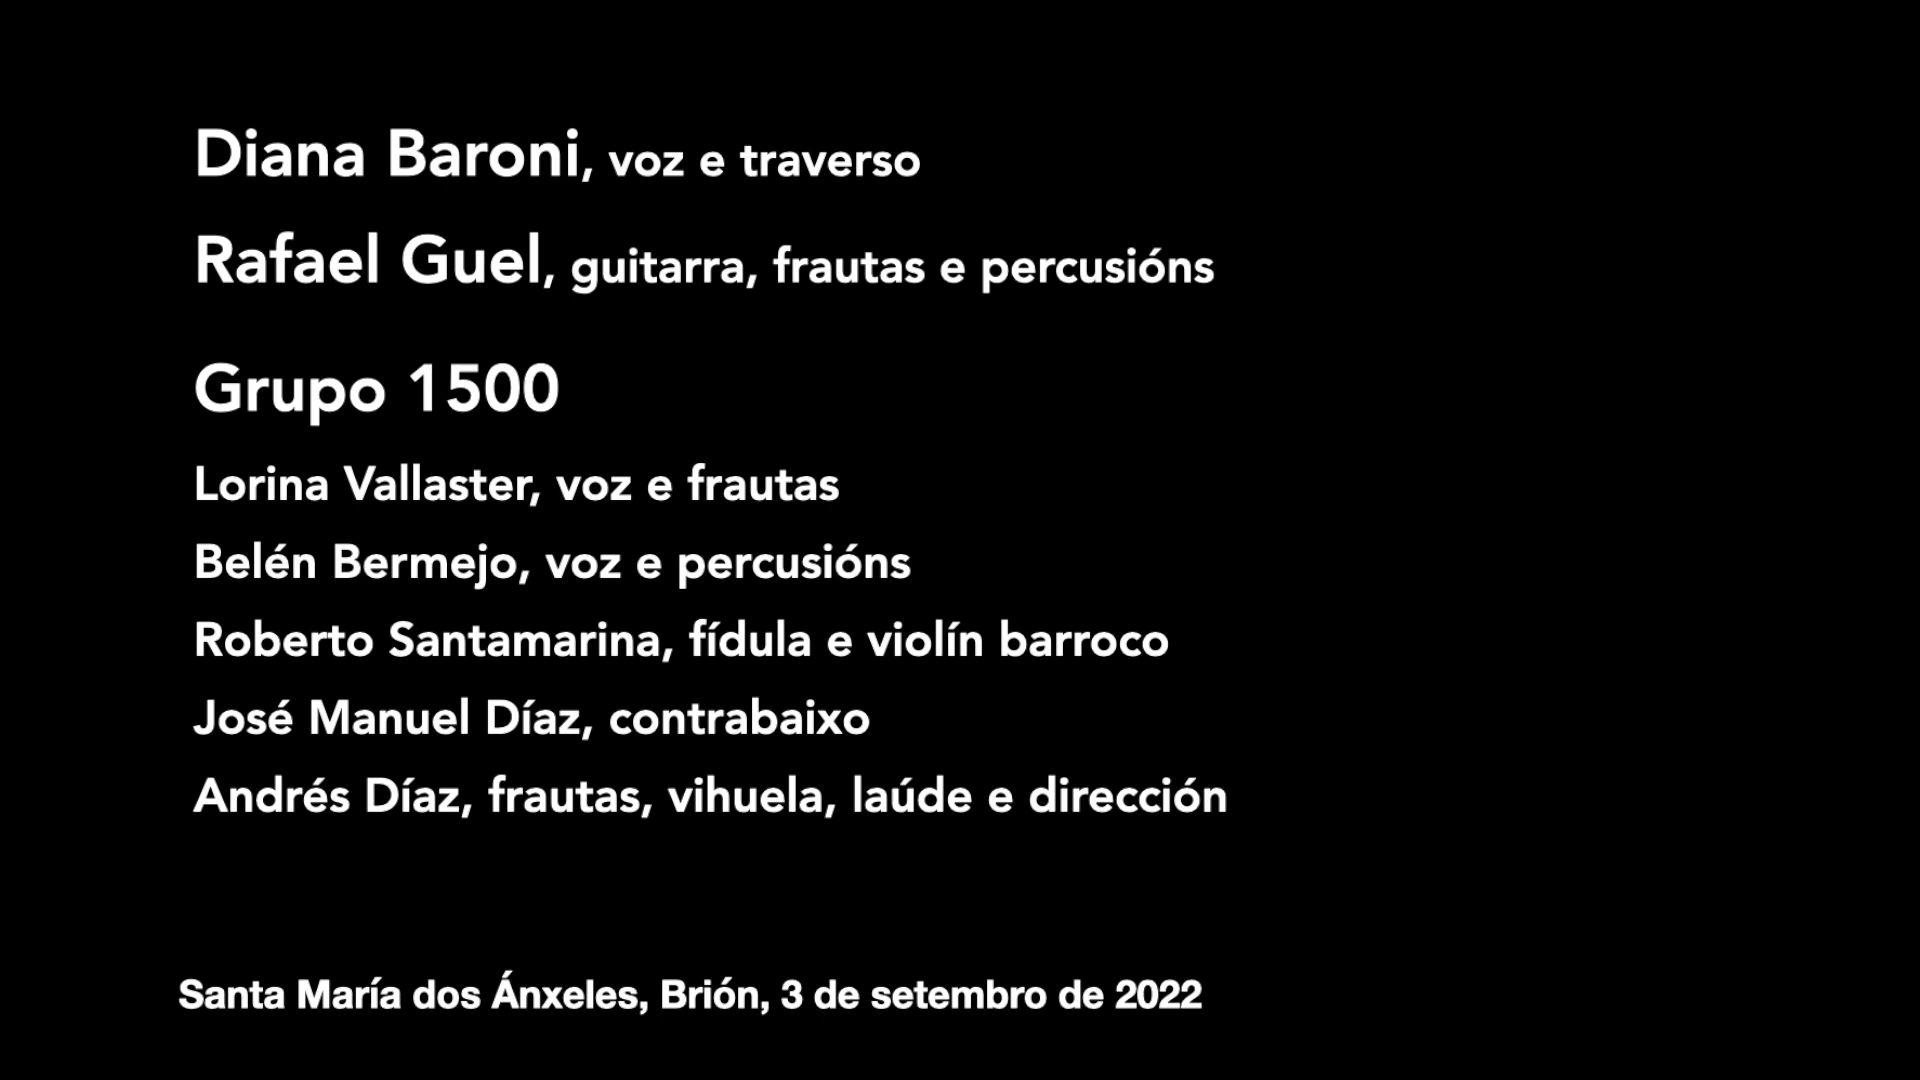 Diana Baroni, voz e traverso
Rafael Guel, guitarra, frautas e percusións
Grupo 1500
Lorina Vallaster, voz e frautas
Belén Bermejo, voz e percusións
Roberto Santamarina, fídula e violín barroco
José Manuel Díaz, contrabaixo
Andrés Díaz, frautas, vihuela, laúde e dirección
Santa María dos Ánxeles, Brión, 3 de setembro de 2022